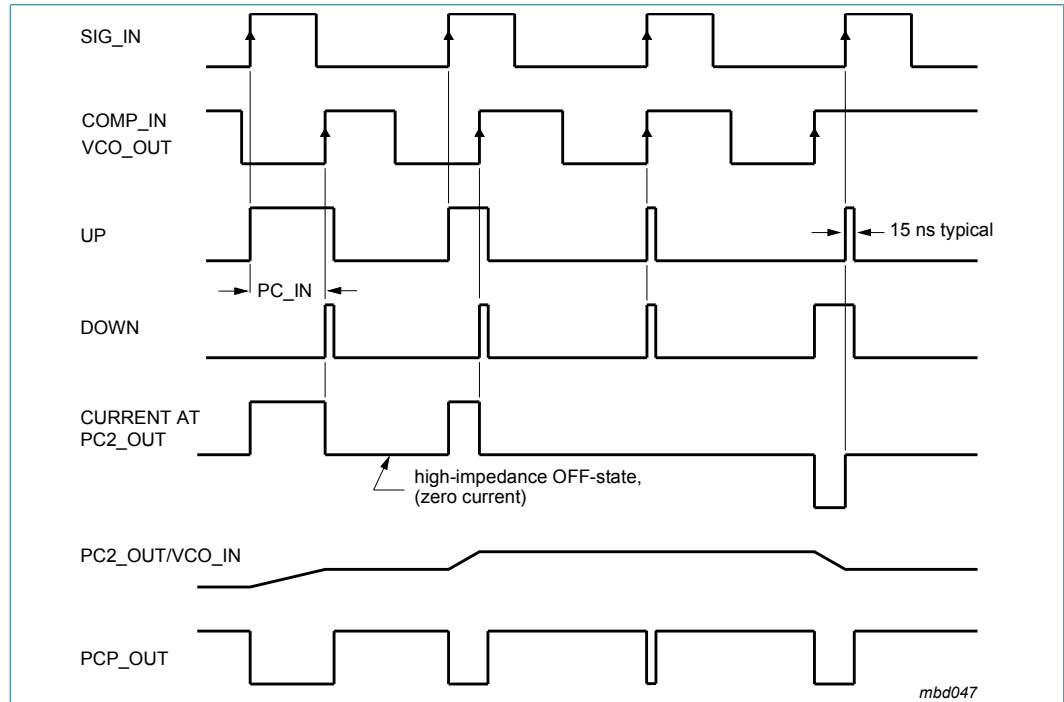 SIG_IN
COMP_IN
VCO_OUT
UP
15 ns typical
PC_IN
DOWN
CURRENT AT
PC2_OUT
high-impedance OFF-state,
(zero current)
PC2_OUT/VCO_IN
PCP_OUT
mbd047